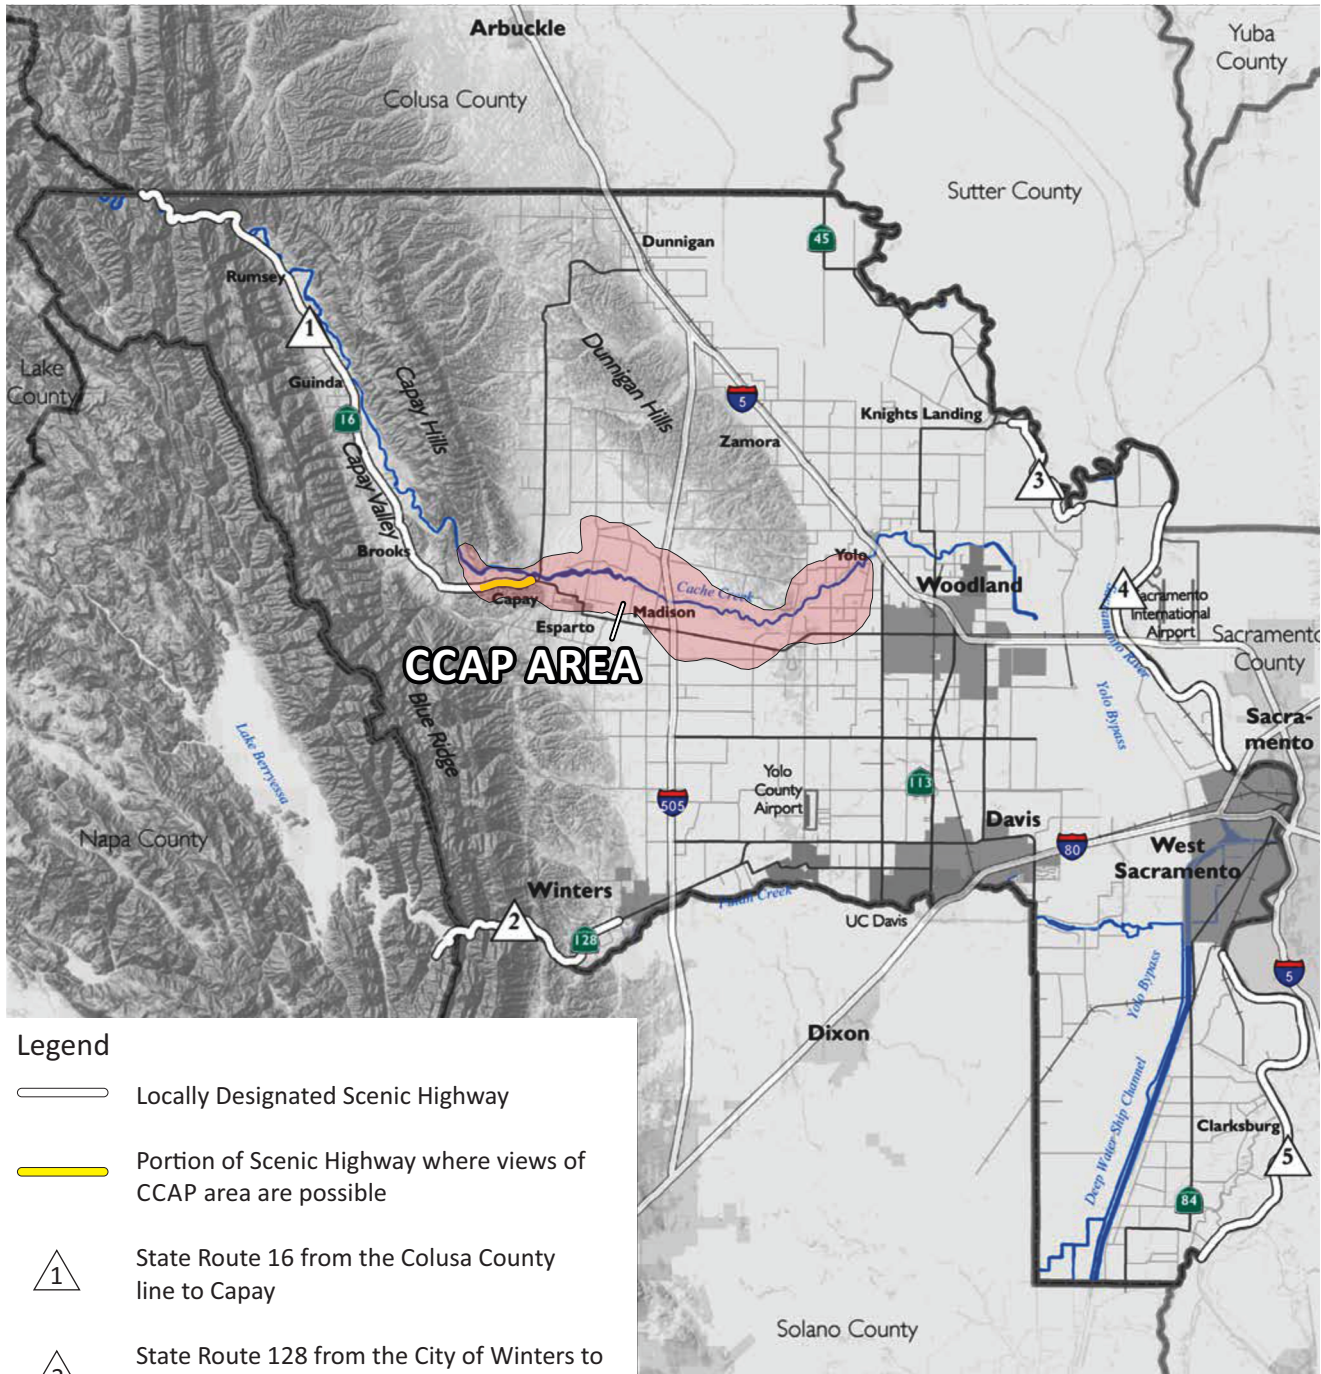 Arbuckle
Yuba
County
Colusa County
Sutter County
45
Dunnigan
Rumsey
1
Lake
County
Guinda
Capay Hills
Dunnigan Hills
5
16
Knights Landing
Zamora
Capay Valley
3
Brooks
Yolo
Woodland
Cache Creek
4
Capay
Madison
Esparto
Sacramento
International
Airport
Sacramento River
Sacramento
County
CCAP AREA
Yolo Bypass
Blue Ridge
Lake Berryessa
Sacra-
mento
Yolo
County
Airport
113
505
Napa County
Davis
80
West
Sacramento
Winters
Putah Creek
2
128
UC Davis
5
Yolo Bypass
Dixon
Deep Water Ship Channel
Clarksburg
5
84
Solano County
Legend
Locally Designated Scenic Highway
Portion of Scenic Highway where views of
CCAP area are possible
1
State Route 16 from the Colusa County
line to Capay
2
State Route 128 from the City of Winters to